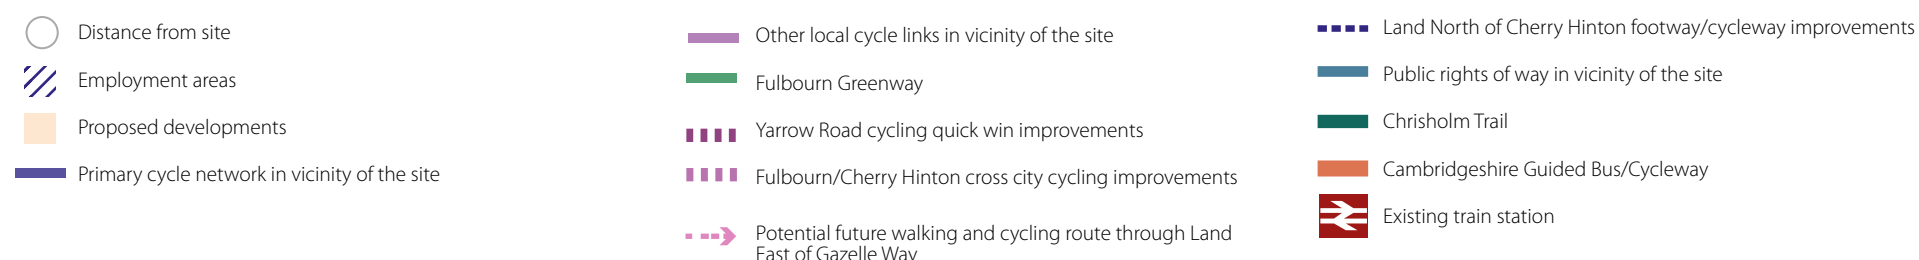 Distance from site
Employment areas
Proposed developments
Primary cycle network in vicinity of the site
Other local cycle links in vicinity of the site
Fulbourn Greenway
Yarrow Road cycling quick win improvements
Fulbourn/Cherry Hinton cross city cycling improvements
Potential future walking and cycling route through Land
East of Gazelle Way
Land North of Cherry Hinton footway/cycleway improvements
Public rights of way in vicinity of the site
Chrisholm Trail
Cambridgeshire Guided Bus/Cycleway
Existing train station